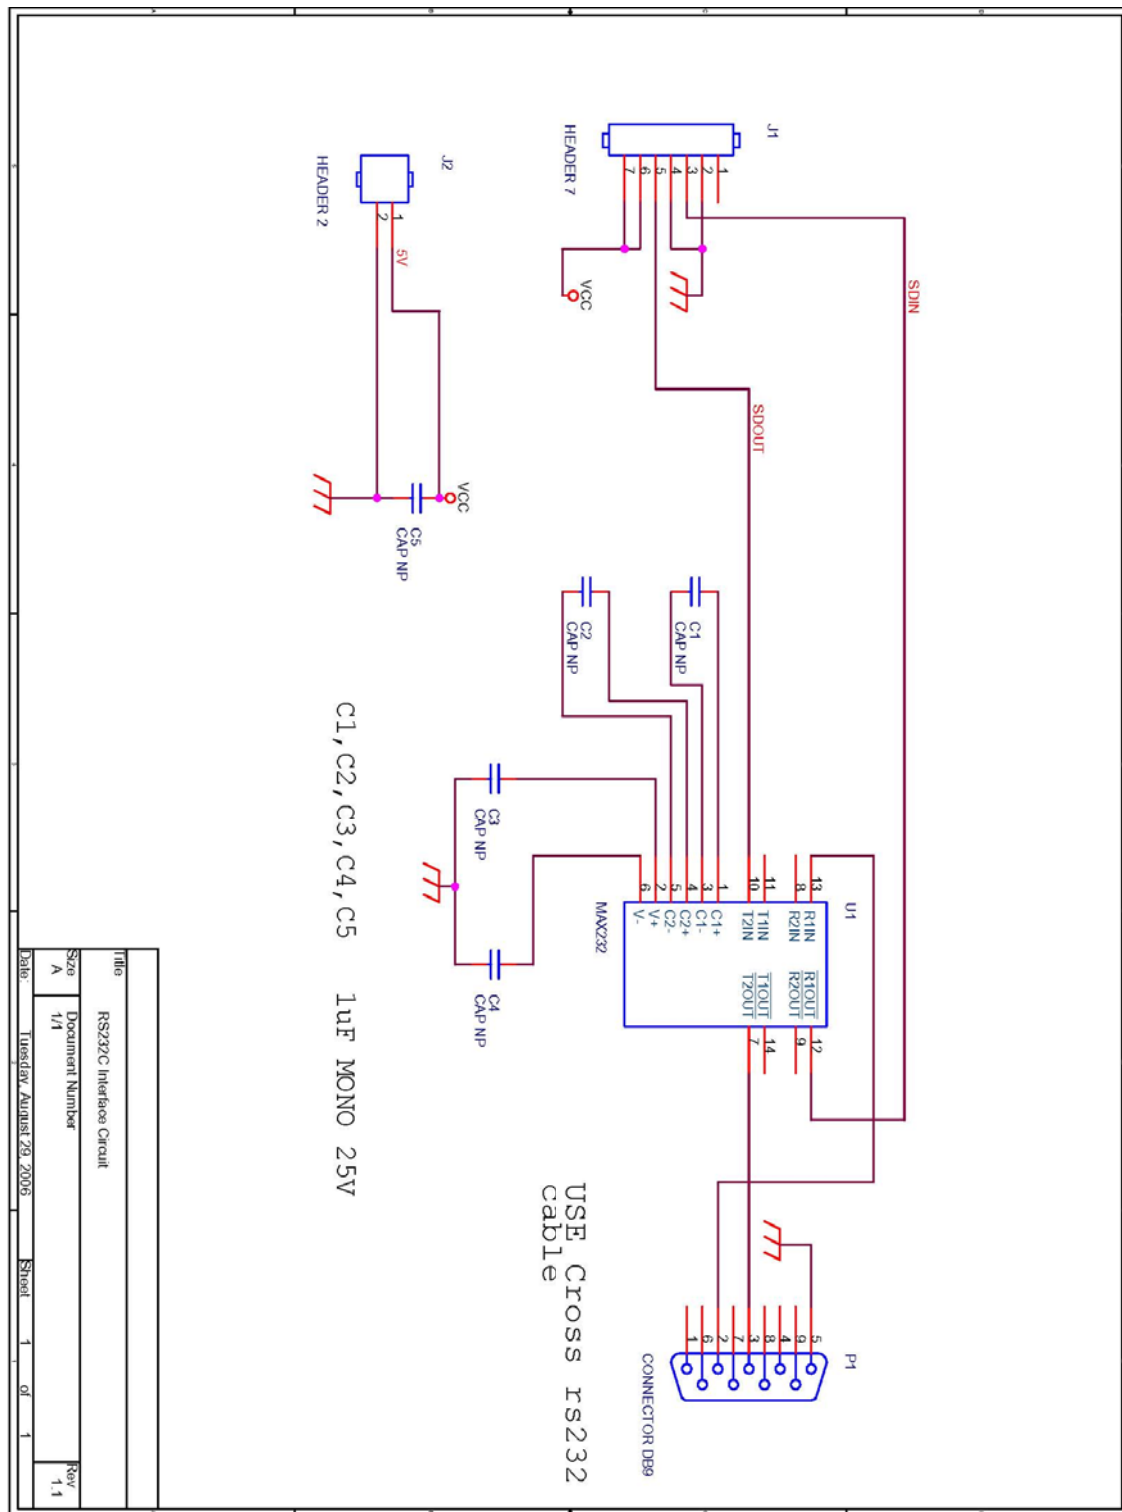 J1
HEADER 7
1
2
3
4
5
6
7
VCC
SDIN
SDOUT
J2
HEADER 2
1
2
5V
VCC
C5
CAP NP
C1
CAP NP
C2
CAP NP
C3
CAP NP
C4
CAP NP
U1
MAX232
13 R1IN
8 R2IN
11 T1IN
10 T2IN
1 C1+
3 C1-
4 C2+
5 C2-
2 V+
6 V-
R1OUT 12
R2OUT 9
T1OUT 14
T2OUT 7
P1
CONNECTOR DB9
5
9
4
8
3
7
2
6
1
USE Cross rs232
cable
C1,C2,C3,C4,C5 1uF MONO 25V
Title
RS232C Interface Circuit
Size
A
Document Number
1/1
Rev
1.1
Date: Tuesday, August 29, 2006
Sheet 1 of 1